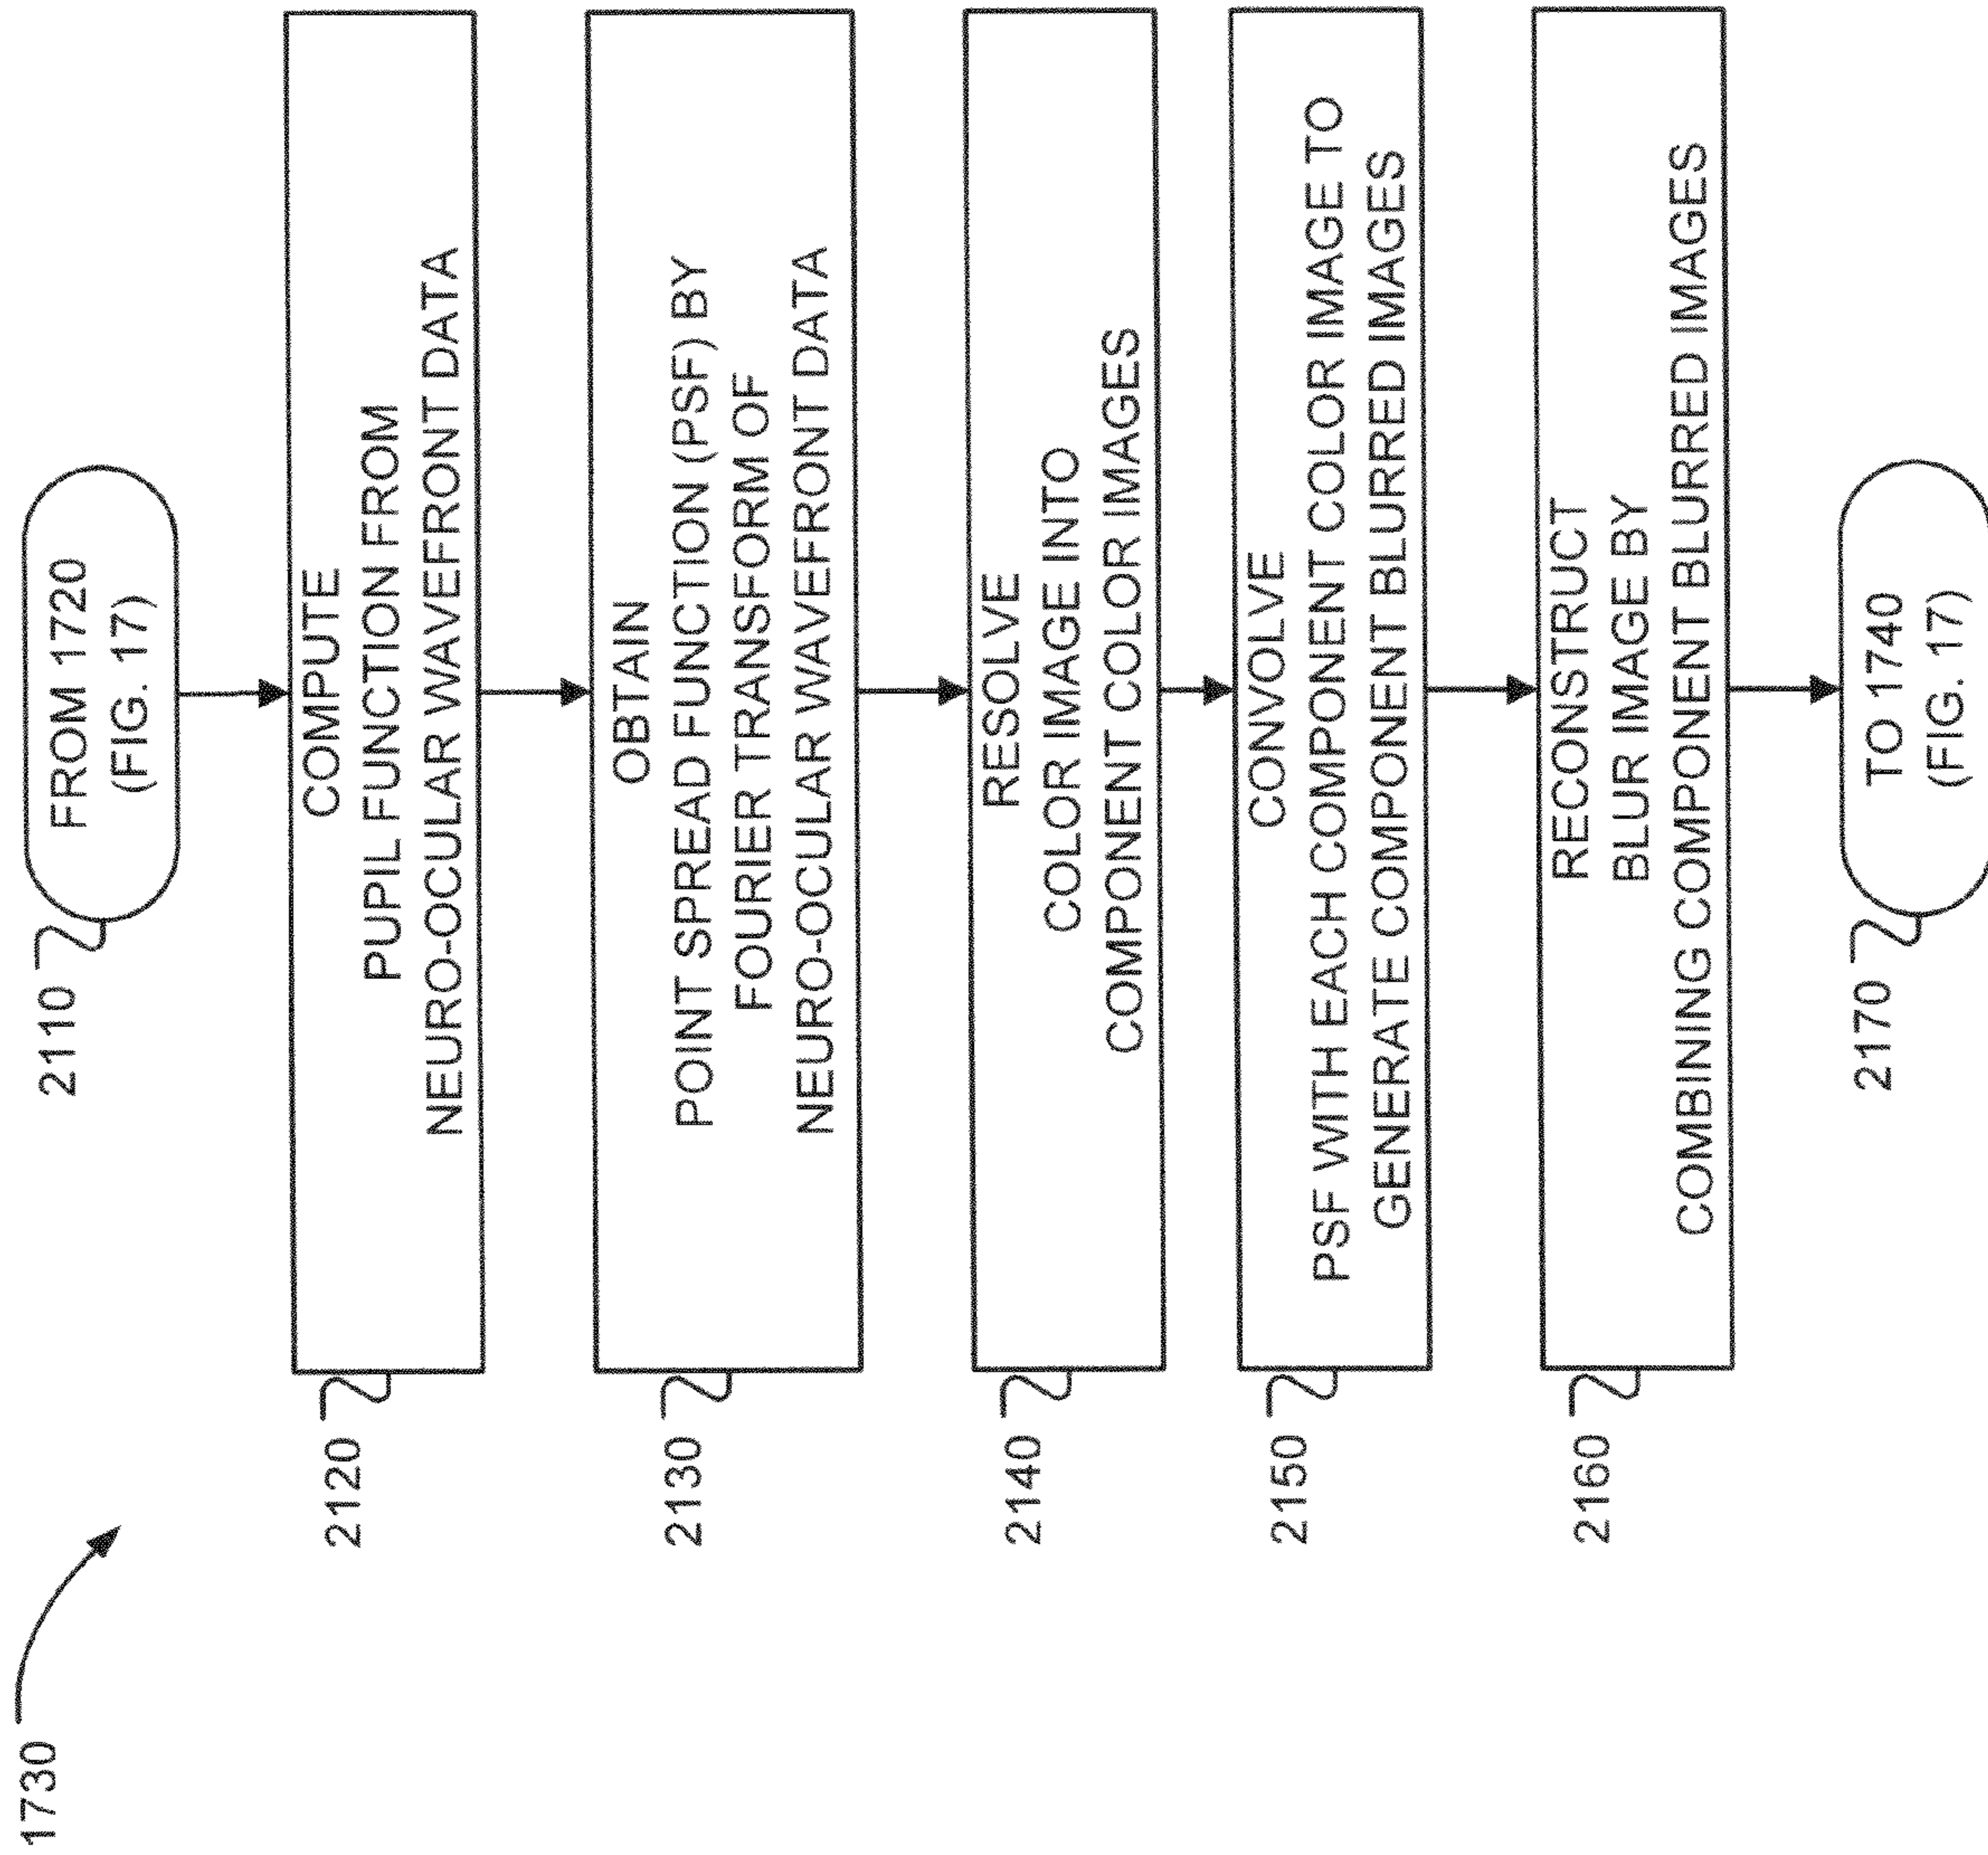 1730
2110
FROM 1720
(FIG. 17)
2120
COMPUTE
PUPIL FUNCTION FROM
NEURO-OCULAR WAVEFRONT DATA
2130
OBTAIN
POINT SPREAD FUNCTION (PSF) BY
FOURIER TRANSFORM OF
NEURO-OCULAR WAVEFRONT DATA
2140
RESOLVE
COLOR IMAGE INTO
COMPONENT COLOR IMAGES
2150
CONVOLVE
PSF WITH EACH COMPONENT COLOR IMAGE TO
GENERATE COMPONENT BLURRED IMAGES
2160
RECONSTRUCT
BLUR IMAGE BY
COMBINING COMPONENT BLURRED IMAGES
2170
TO 1740
(FIG. 17)